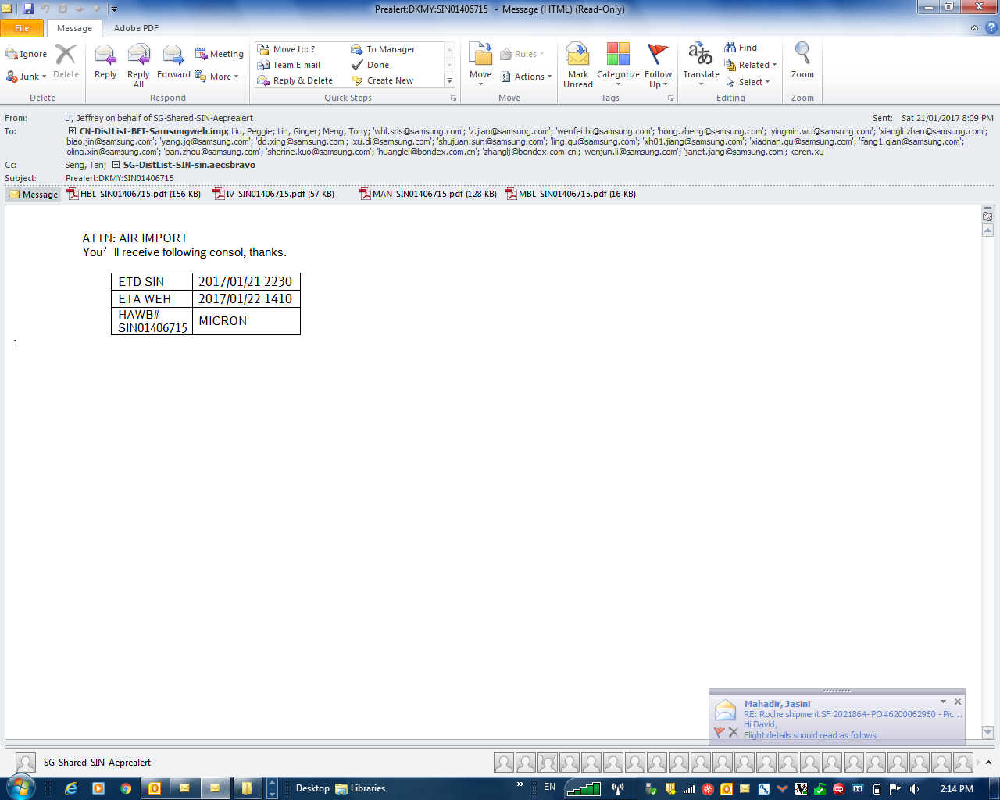 Prealert:DKMY:SIN01406715 - Message (HTML) (Read-Only)
File Message Adobe PDF
Ignore
Junk
Delete
Delete
Reply
Reply All
Forward
Meeting
More
Respond
Move to: ?
Team E-mail
Reply & Delete
To Manager
Done
Create New
Quick Steps
Move
Rules
Actions
Move
Mark Unread
Categorize
Follow Up
Tags
Translate
Find
Related
Select
Editing
Zoom
Zoom
From: Li, Jeffrey on behalf of SG-Shared-SIN-Aeprealert Sent: Sat 21/01/2017 8:09 PM
To: CN-DistList-BEI-Samsungweh.imp; Liu, Peggie; Lin, Ginger; Meng, Tony; 'whl.sds@samsung.com'; 'z.jian@samsung.com'; 'wenfei.bi@samsung.com'; 'hong.zheng@samsung.com'; 'yingmin.wu@samsung.com'; 'xiangli.zhan@samsung.com';
'biao.jin@samsung.com'; 'yang.jq@samsung.com'; 'dd.xing@samsung.com'; 'xu.di@samsung.com'; 'shujuan.sun@samsung.com'; 'ling.qu@samsung.com'; 'xh01.jiang@samsung.com'; 'xiaonan.qu@samsung.com'; 'fang1.qian@samsung.com';
'olina.xin@samsung.com'; 'pan.zhou@samsung.com'; 'sherine.kuo@samsung.com'; 'huanglei@bondex.com.cn'; 'zhanglj@bondex.com.cn'; 'wenjun.li@samsung.com'; 'janet.jang@samsung.com'; karen.xu
Cc: Seng, Tan; SG-DistList-SIN-sin.aecsbravo
Subject: Prealert:DKMY:SIN01406715
Message HBL_SIN01406715.pdf (156 KB) IV_SIN01406715.pdf (57 KB) MAN_SIN01406715.pdf (128 KB) MBL_SIN01406715.pdf (16 KB)
ATTN: AIR IMPORT
You'll receive following consol, thanks.
ETD SIN 2017/01/21 2230
ETA WEH 2017/01/22 1410
HAWB#
SIN01406715 MICRON
:
Mahadir, Jasini
RE: Roche shipment SF 2021864- PO#6200062960 - Pic...
Hi David,
Flight details should read as follows
SG-Shared-SIN-Aeprealert
Desktop Libraries » EN 2:14 PM